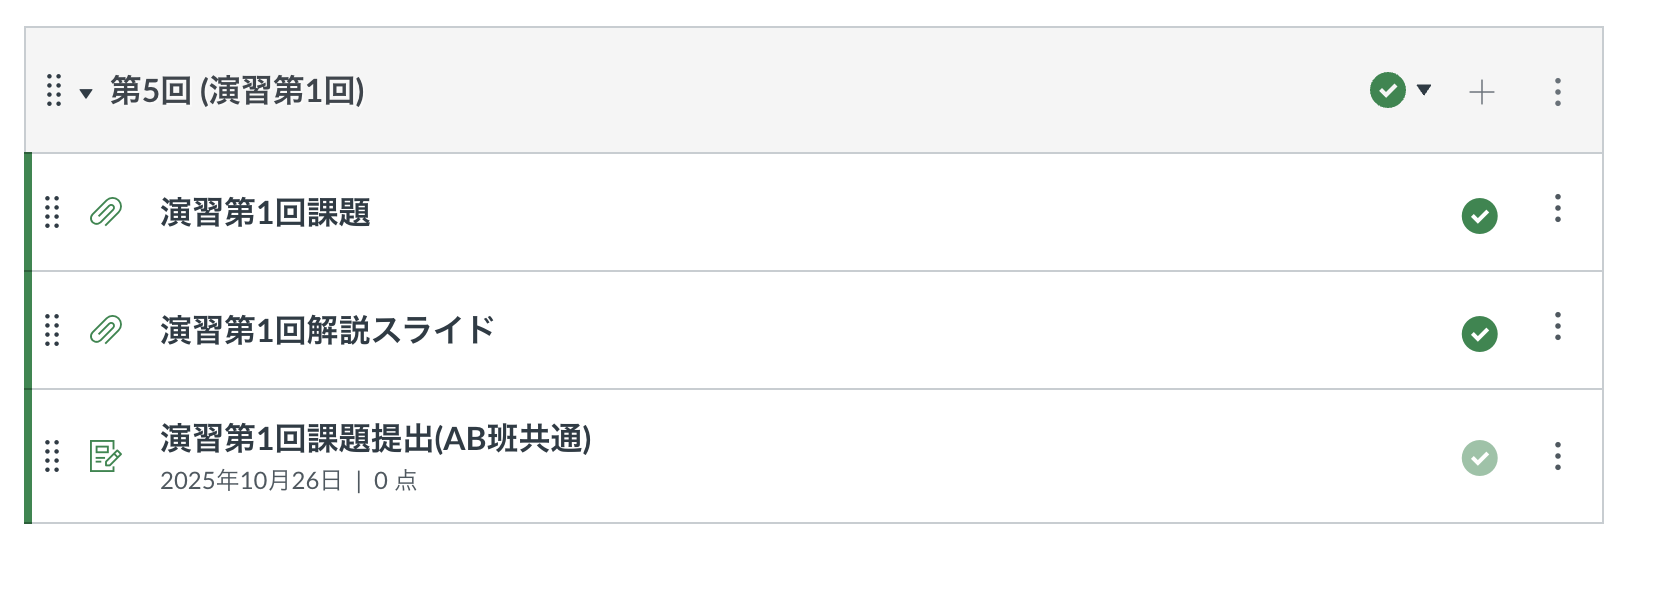 第5回 (演習第1回)
演習第1回課題
演習第1回解説スライド
演習第1回課題提出(AB班共通)
2025年10月26日 | 0 点